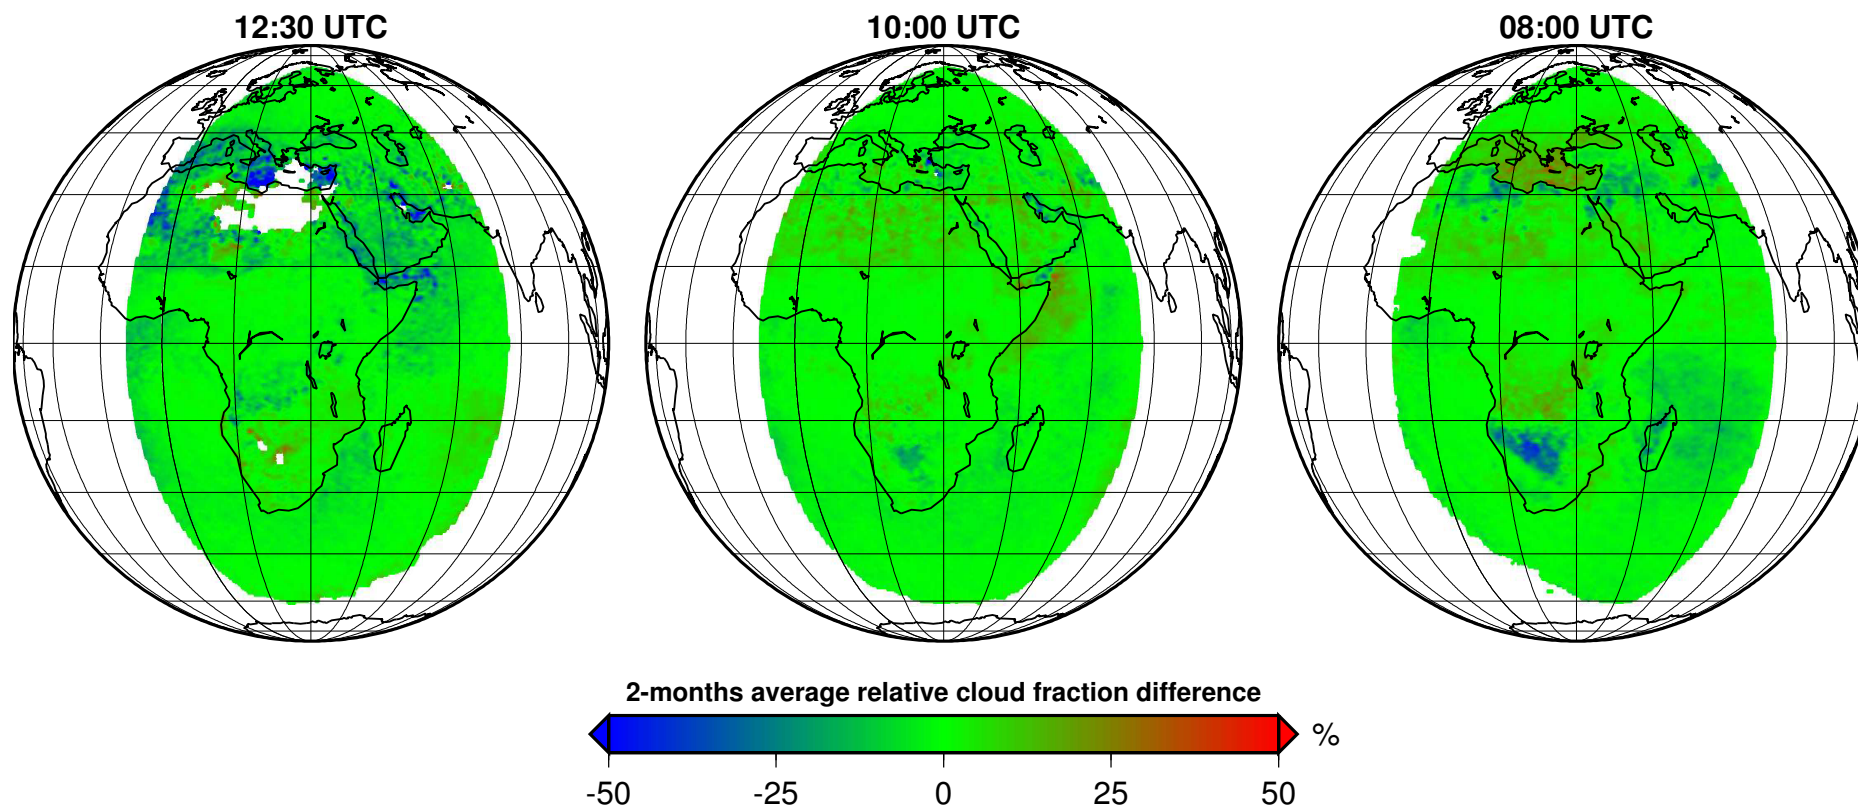 12:30 UTC
10:00 UTC
08:00 UTC
2-months average relative cloud fraction difference
%
-50 -25 0 25 50